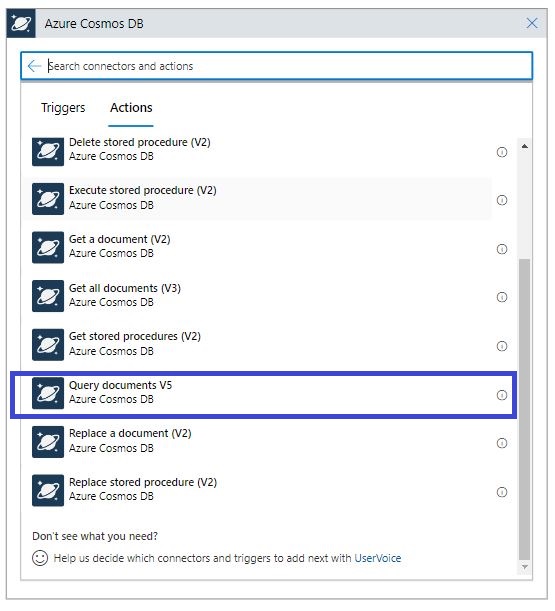 Azure Cosmos DB
Search connectors and actions
Triggers Actions
Delete stored procedure (V2)
Azure Cosmos DB
Execute stored procedure (V2)
Azure Cosmos DB
Get a document (V2)
Azure Cosmos DB
Get all documents (V3)
Azure Cosmos DB
Get stored procedures (V2)
Azure Cosmos DB
Query documents V5
Azure Cosmos DB
Replace a document (V2)
Azure Cosmos DB
Replace stored procedure (V2)
Azure Cosmos DB
Don't see what you need?
Help us decide which connectors and triggers to add next with UserVoice